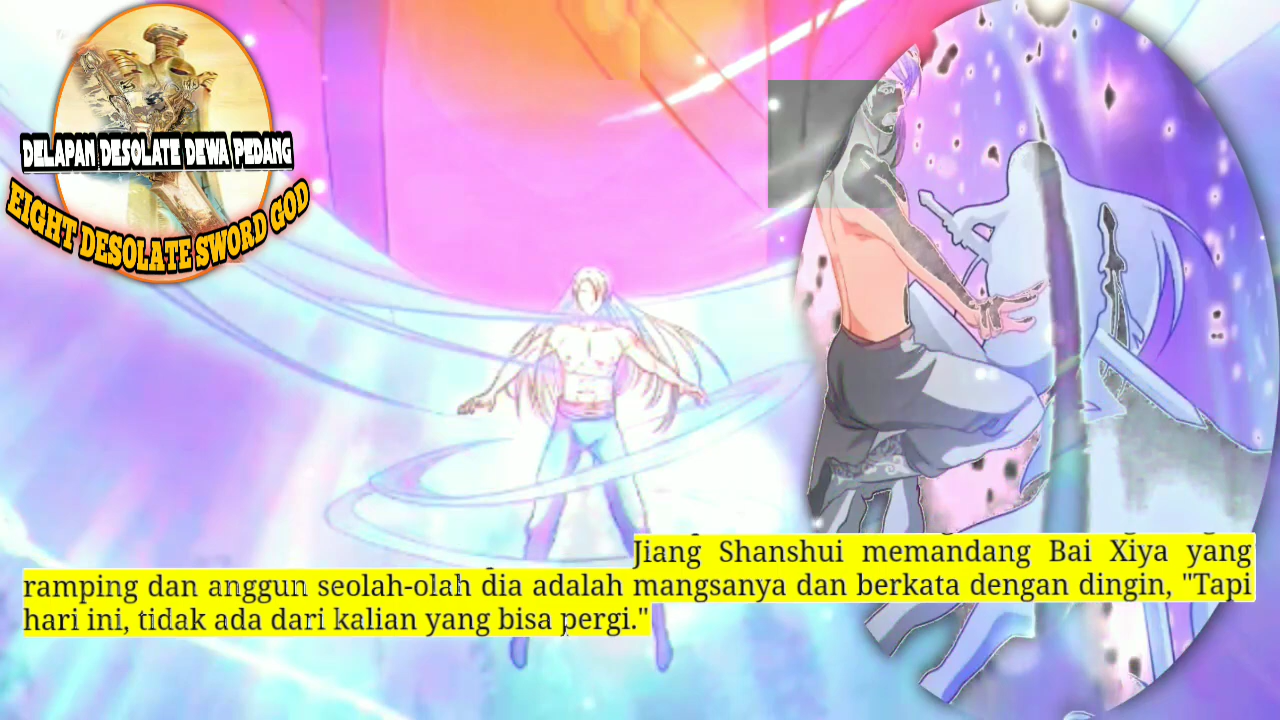 DELAPAN DESOLATE DEWA PEDANG
EIGHT DESOLATE SWORD GOD
Jiang Shanshui memandang Bai Xiya yang
ramping dan anggun seolah-olah dia adalah mangsanya dan berkata dengan dingin, "Tapi
hari ini, tidak ada dari kalian yang bisa pergi."